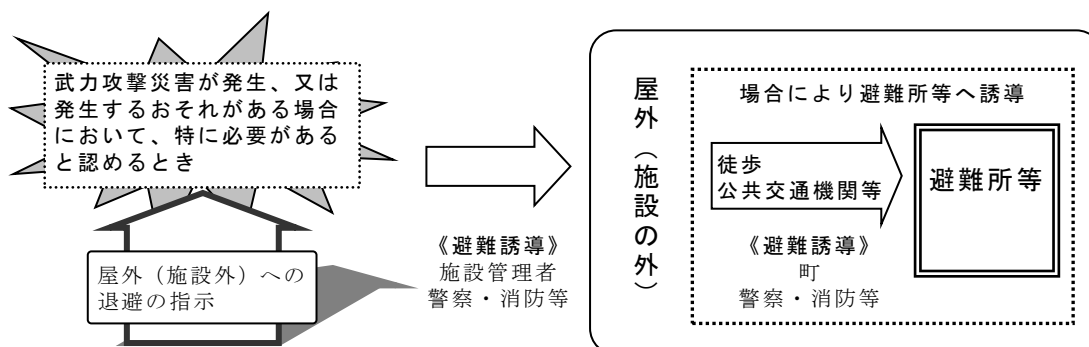 武力攻撃災害が発生、又は
発生するおそれがある場合
において、特に必要がある
と認めるとき
屋外（施設外）への
退避の指示
《避難誘導》
施設管理者
警察・消防等
屋外（施設の外）
場合により避難所等へ誘導
徒歩
公共交通機関等
避難所等
《避難誘導》
町
警察・消防等